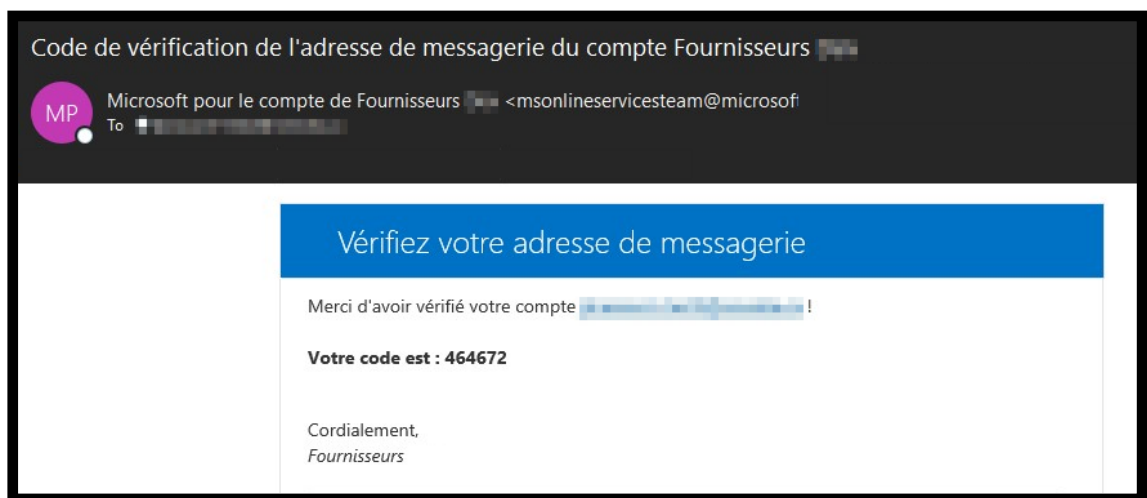 Code de vérification de l'adresse de messagerie du compte Fournisseurs
MP
Microsoft pour le compte de Fournisseurs <msonlineservicesteam@microsoft
To
Vérifiez votre adresse de messagerie
Merci d'avoir vérifié votre compte !
Votre code est : 464672
Cordialement,
Fournisseurs